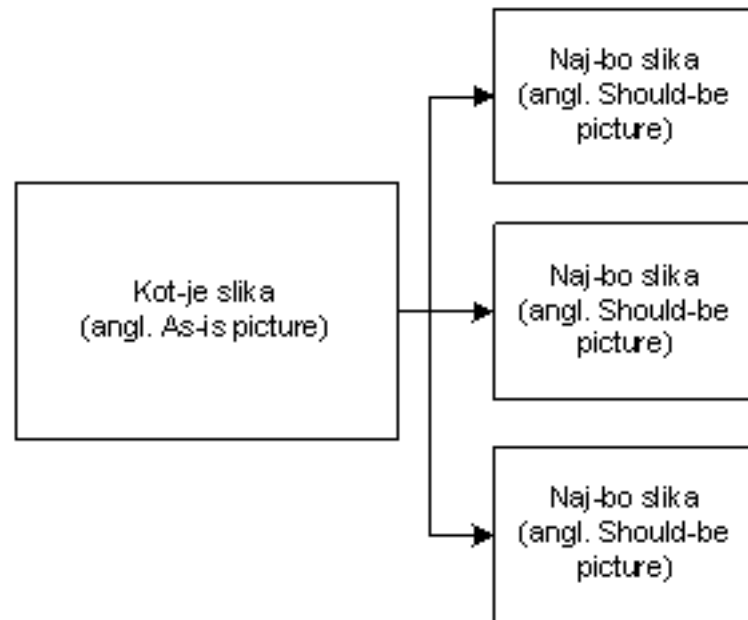 Naj-bo slika
(angl. Should-be
picture)
Kot-je slika
(angl. As-is picture)
Naj-bo slika
(angl. Should-be
picture)
Naj-bo slika
(angl. Should-be
picture)